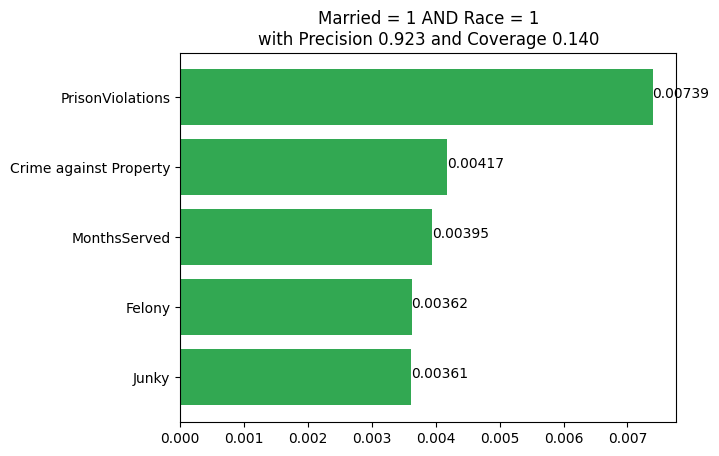 Married = 1 AND Race = 1
with Precision 0.923 and Coverage 0.140
PrisonViolations
0.00739
Crime against Property
0.00417
MonthsServed
0.00395
Felony
0.00362
Junky
0.00361
0.000 0.001 0.002 0.003 0.004 0.005 0.006 0.007